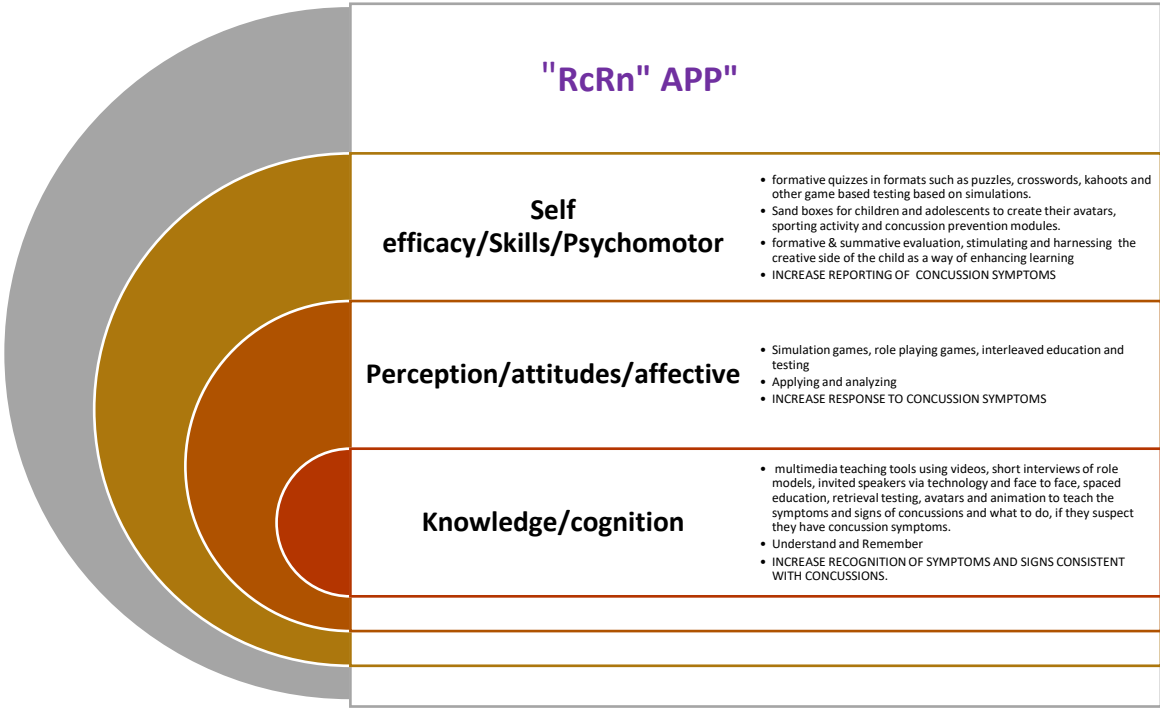 "RcRn" APP"
Self
efficacy/Skills/Psychomotor
• formative quizzes in formats such as puzzles, crosswords, kahoots and
other game based testing based on simulations.
• Sand boxes for children and adolescents to create their avatars,
sporting activity and concussion prevention modules.
• formative & summative evaluation, stimulating and harnessing the
creative side of the child as a way of enhancing learning
• INCREASE REPORTING OF CONCUSSION SYMPTOMS
Perception/attitudes/affective
• Simulation games, role playing games, interleaved education and
testing
• Applying and analyzing
• INCREASE RESPONSE TO CONCUSSION SYMPTOMS
Knowledge/cognition
• multimedia teaching tools using videos, short interviews of role
models, invited speakers via technology and face to face, spaced
education, retrieval testing, avatars and animation to teach the
symptoms and signs of concussions and what to do, if they suspect
they have concussion symptoms.
• Understand and Remember
• INCREASE RECOGNITION OF SYMPTOMS AND SIGNS CONSISTENT
WITH CONCUSSIONS.